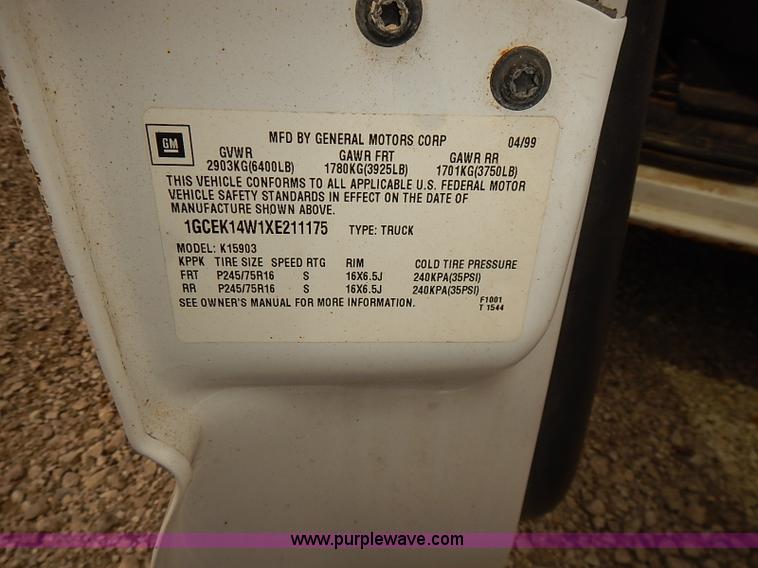 GM
MFD BY GENERAL MOTORS CORP 04/99
GVWR GAWR FRT GAWR RR
2903KG(6400LB) 1780KG(3925LB) 1701KG(3750LB)
THIS VEHICLE CONFORMS TO ALL APPLICABLE U.S. FEDERAL MOTOR
VEHICLE SAFETY STANDARDS IN EFFECT ON THE DATE OF
MANUFACTURE SHOWN ABOVE.
1GCEK14W1XE211175 TYPE: TRUCK
MODEL: K15903
KPPK TIRE SIZE SPEED RTG RIM COLD TIRE PRESSURE
FRT P245/75R16 S 16X6.5J 240KPA(35PSI)
RR P245/75R16 S 16X6.5J 240KPA(35PSI)
SEE OWNER'S MANUAL FOR MORE INFORMATION. F1001
T 1544
www.purplewave.com